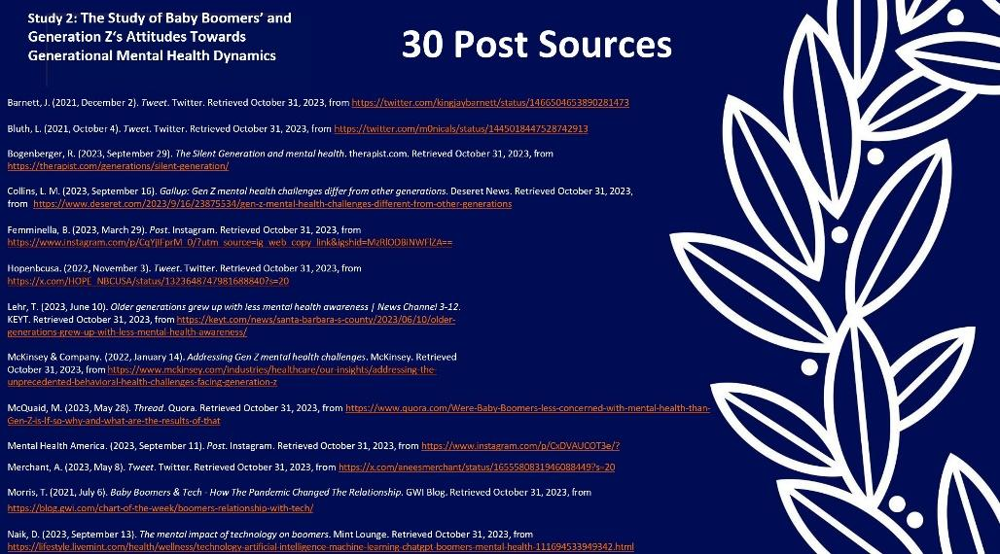 Study 2: The Study of Baby Boomers' and
Generation Z's Attitudes Towards
Generational Mental Health Dynamics
30 Post Sources
Barnett, J. (2021, December 2). Tweet. Twitter. Retrieved October 31, 2023, from https://twitter.com/kingjaybarnett/status/1466504653890281473
Bluth, L. (2021, October 4). Tweet. Twitter. Retrieved October 31, 2023, from https://twitter.com/m0nicals/status/1445018447528742913
Bogenberger, R. (2023, September 29). The Silent Generation and mental health. therapist.com. Retrieved October 31, 2023, from
https://therapist.com/generations/silent-generation/
Collins, L. M. (2023, September 16). Gallup: Gen Z mental health challenges differ from other generations. Deseret News. Retrieved October 31, 2023,
from https://www.deseret.com/2023/9/16/23875534/gen-z-mental-health-challenges-different-from-other-generations
Femminella, B. (2023, March 29). Post. Instagram. Retrieved October 31, 2023, from
https://www.instagram.com/p/CqYJIFprM_0/?utm_source=ig_web_copy_link&igshid=MzRlODBiNWFlZA==
Hopenbcusa. (2022, November 3). Tweet. Twitter. Retrieved October 31, 2023, from
https://x.com/HOPE_NBCUSA/status/1323648747981688840?s=20
Lehr, T. (2023, June 10). Older generations grew up with less mental health awareness | News Channel 3-12.
KEYT. Retrieved October 31, 2023, from https://keyt.com/news/santa-barbara-s-county/2023/06/10/older-
generations-grew-up-with-less-mental-health-awareness/
McKinsey & Company. (2022, January 14). Addressing Gen Z mental health challenges. McKinsey. Retrieved
October 31, 2023, from https://www.mckinsey.com/industries/healthcare/our-insights/addressing-the-
unprecedented-behavioral-health-challenges-facing-generation-z
McQuaid, M. (2023, May 28). Thread. Quora. Retrieved October 31, 2023, from https://www.quora.com/Were-Baby-Boomers-less-concerned-with-mental-health-than-
Gen-Z-is-If-so-why-and-what-are-the-results-of-that
Mental Health America. (2023, September 11). Post. Instagram. Retrieved October 31, 2023, from https://www.instagram.com/p/CxDVAUCOT3e/?
Merchant, A. (2023, May 8). Tweet. Twitter. Retrieved October 31, 2023, from https://x.com/aneesmerchant/status/1655580831946088449?s=20
Morris, T. (2021, July 6). Baby Boomers & Tech - How The Pandemic Changed The Relationship. GWI Blog. Retrieved October 31, 2023, from
https://blog.gwi.com/chart-of-the-week/boomers-relationship-with-tech/
Naik, D. (2023, September 13). The mental impact of technology on boomers. Mint Lounge. Retrieved October 31, 2023, from
https://lifestyle.livemint.com/health/wellness/technology-artificial-intelligence-machine-learning-chatgpt-boomers-mental-health-111694533949342.html